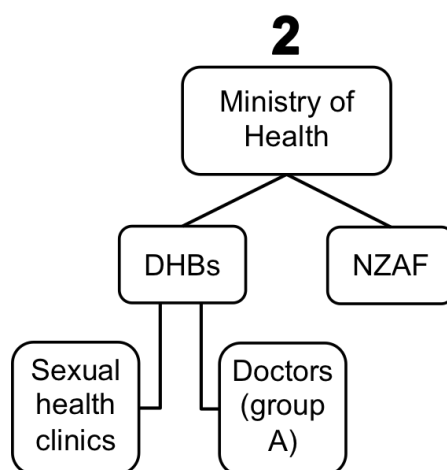 2
Ministry of
Health
DHBs
NZAF
Sexual
health
clinics
Doctors
(group
A)